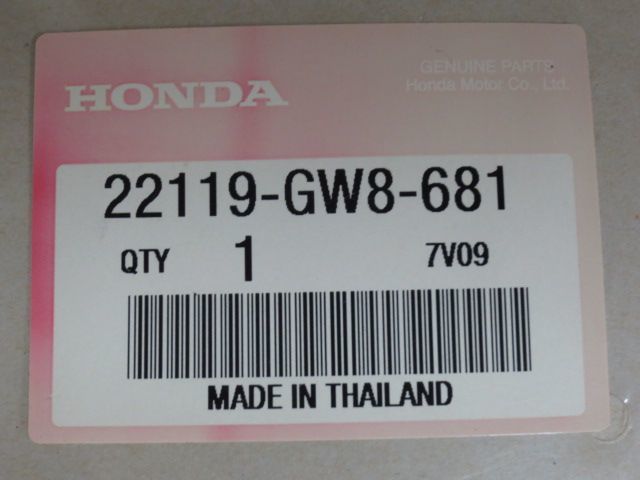 GENUINE PARTS
HONDA
Honda Motor Co., Ltd.
22119-GW8-681
QTY 1 7V09
MADE IN THAILAND